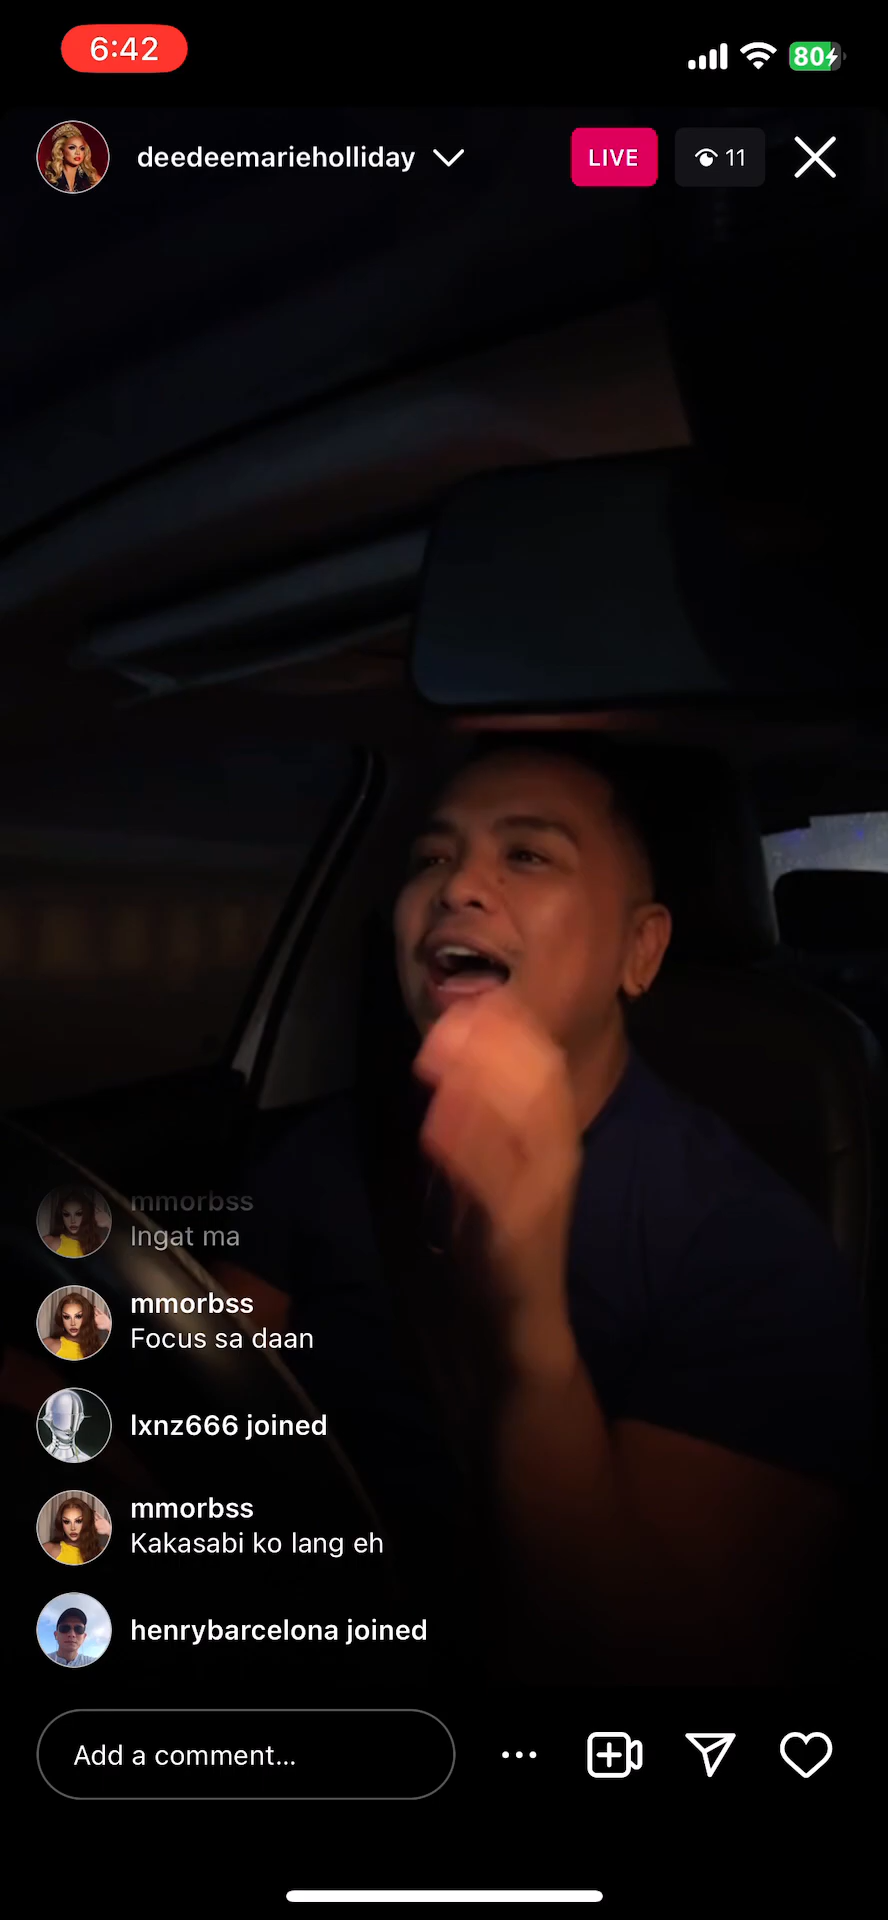 6:42
80
deedeemarieholliday
LIVE
11
mmorbss
Ingat ma
mmorbss
Focus sa daan
lxnz666 joined
mmorbss
Kakasabi ko lang eh
henrybarcelona joined
Add a comment...